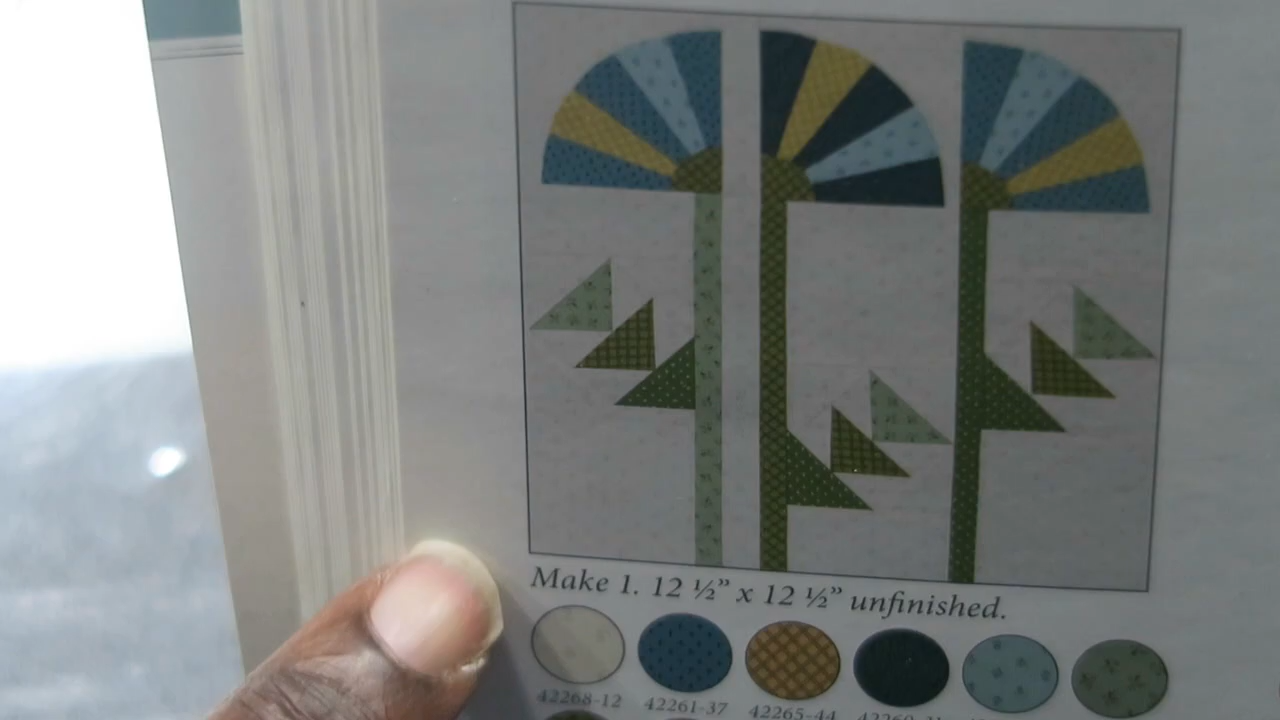 Make 1. 12 ½” x 12 ½” unfinished.
42268-12 42261-37 42265-44